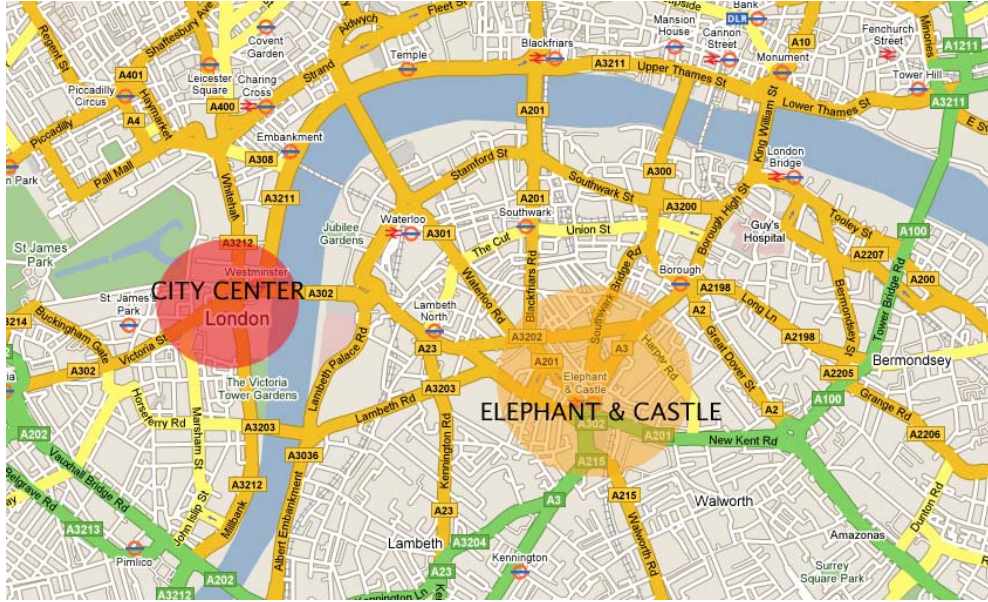 Regent St
Shaftesbury Ave
Covent
Garden
Aldwych
Fleet St
Mansion
House
Bank
DLR
Cannon
Street
A10
Fenchurch
Street
Minories
A1211
Temple
Blackfriars
A3211
Upper Thames St
Monument
Tower Hill
A3211
Lower Thames St
A401
Leicester
Square
Charing
Cross
Strand
Piccadilly
Circus
Haymarket
A400
A4
Piccadilly
Embankment
A201
King William St
Pall Mall
A308
Whitehall
A3211
Stamford St
A300
London
Bridge
Southwark St
A201
A3200
Borough High St
Tooley St
Jubilee
Gardens
Waterloo
A301
Southwark
The Cut
Union St
Guy's
Hospital
A100
A2207
A200
St James
Park
A3212
Westminster
CITY CENTER
London
A302
Waterloo Rd
Blackfriars Rd
Southwark Bridge Rd
Borough
A2198
Long Ln
Bermondsey St
Tower Bridge Rd
St. James's
Park
Lambeth
North
A2
Great Dover St
A2198
Bermondsey
3214
Buckingham Gate
Victoria St
A302
A3202
A23
A201
A3
Harper Rd
Elephant
& Castle
ELEPHANT & CASTLE
A2205
A100
Grange Rd
A2206
The Victoria
Tower Gardens
Lambeth Palace Rd
A3203
Lambeth Rd
Horseferry Rd
Marsham St
A3203
A302
A201
New Kent Rd
A2
A3036
Kennington Rd
A215
A202
Vauxhall Bridge Rd
Belgrave Rd
A3213
Pimlico
John Islip St
A3212
Millbank
Albert Embankment
A23
A3
A215
Walworth
Walworth Rd
Dunton Rd
Amazonas
Lambeth
A3204
Kennington
A23
Surrey
Square Park
A202
A3212
Kennington Ln